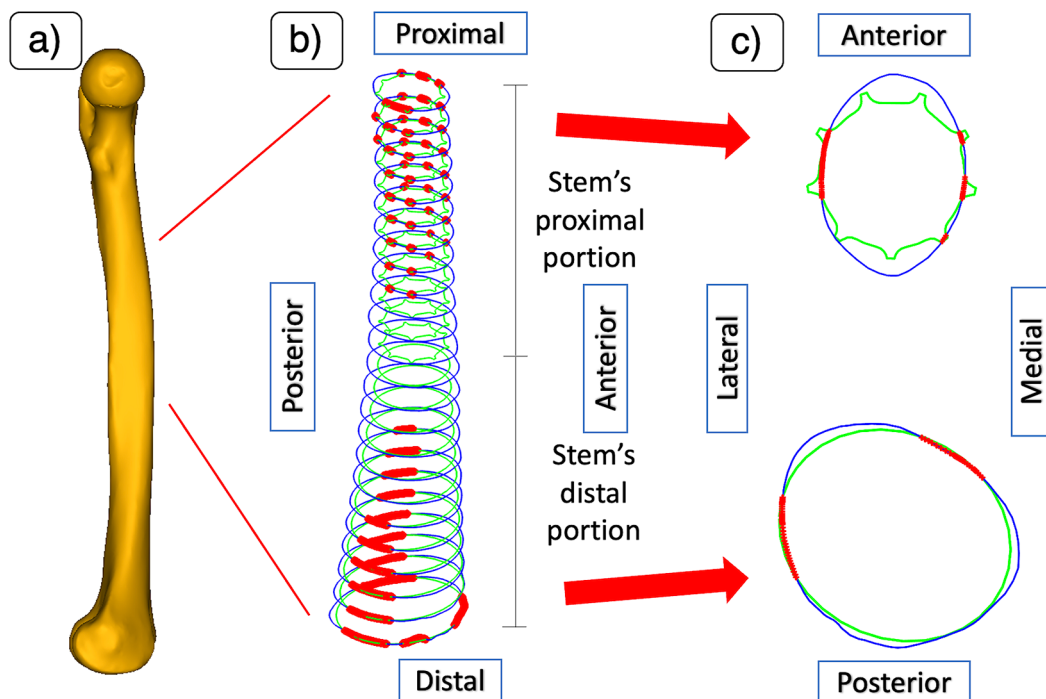 a)
b)
Proximal
c)
Anterior
Stem's
proximal
portion
Posterior
Anterior
Lateral
Medial
Stem's
distal
portion
Distal
Posterior